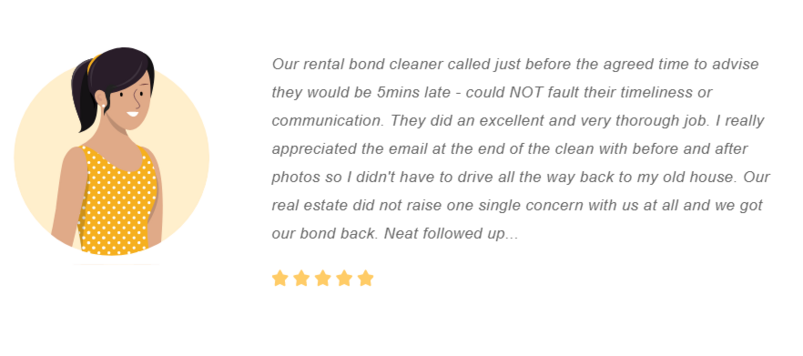 Our rental bond cleaner called just before the agreed time to advise
they would be 5mins late - could NOT fault their timeliness or
communication. They did an excellent and very thorough job. I really
appreciated the email at the end of the clean with before and after
photos so I didn't have to drive all the way back to my old house. Our
real estate did not raise one single concern with us at all and we got
our bond back. Neat followed up...